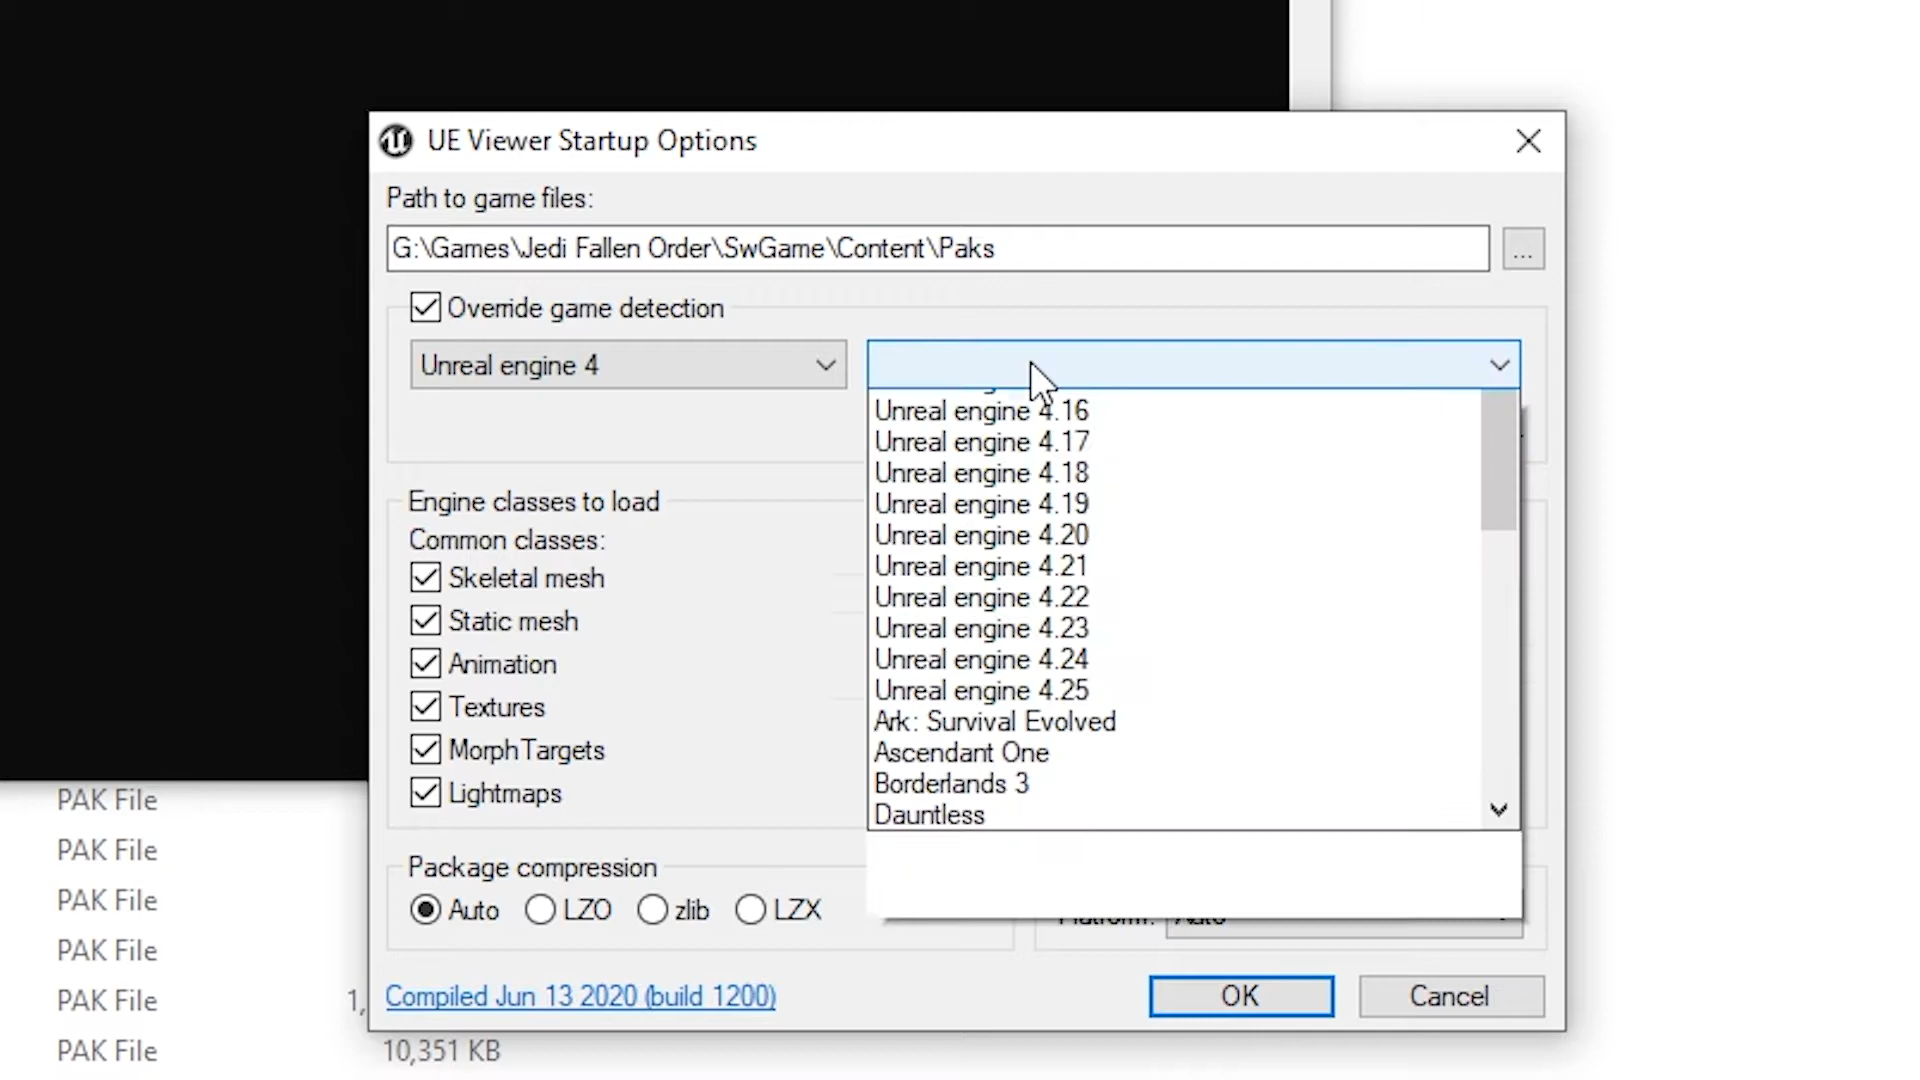 UE Viewer Startup Options
Path to game files:
G:\Games\Jedi Fallen Order\SwGame\Content\Paks
...
Override game detection
Unreal engine 4
Unreal engine 4.16
Unreal engine 4.17
Unreal engine 4.18
Unreal engine 4.19
Unreal engine 4.20
Unreal engine 4.21
Unreal engine 4.22
Unreal engine 4.23
Unreal engine 4.24
Unreal engine 4.25
Ark: Survival Evolved
Ascendant One
Borderlands 3
Dauntless
Engine classes to load
Common classes:
Skeletal mesh
Static mesh
Animation
Textures
MorphTargets
Lightmaps
Package compression
Auto LZO zlib LZX
Platform: Auto
Compiled Jun 13 2020 (build 1200)
OK Cancel
PAK File
PAK File
PAK File
PAK File
PAK File 1,
PAK File 10,351 KB